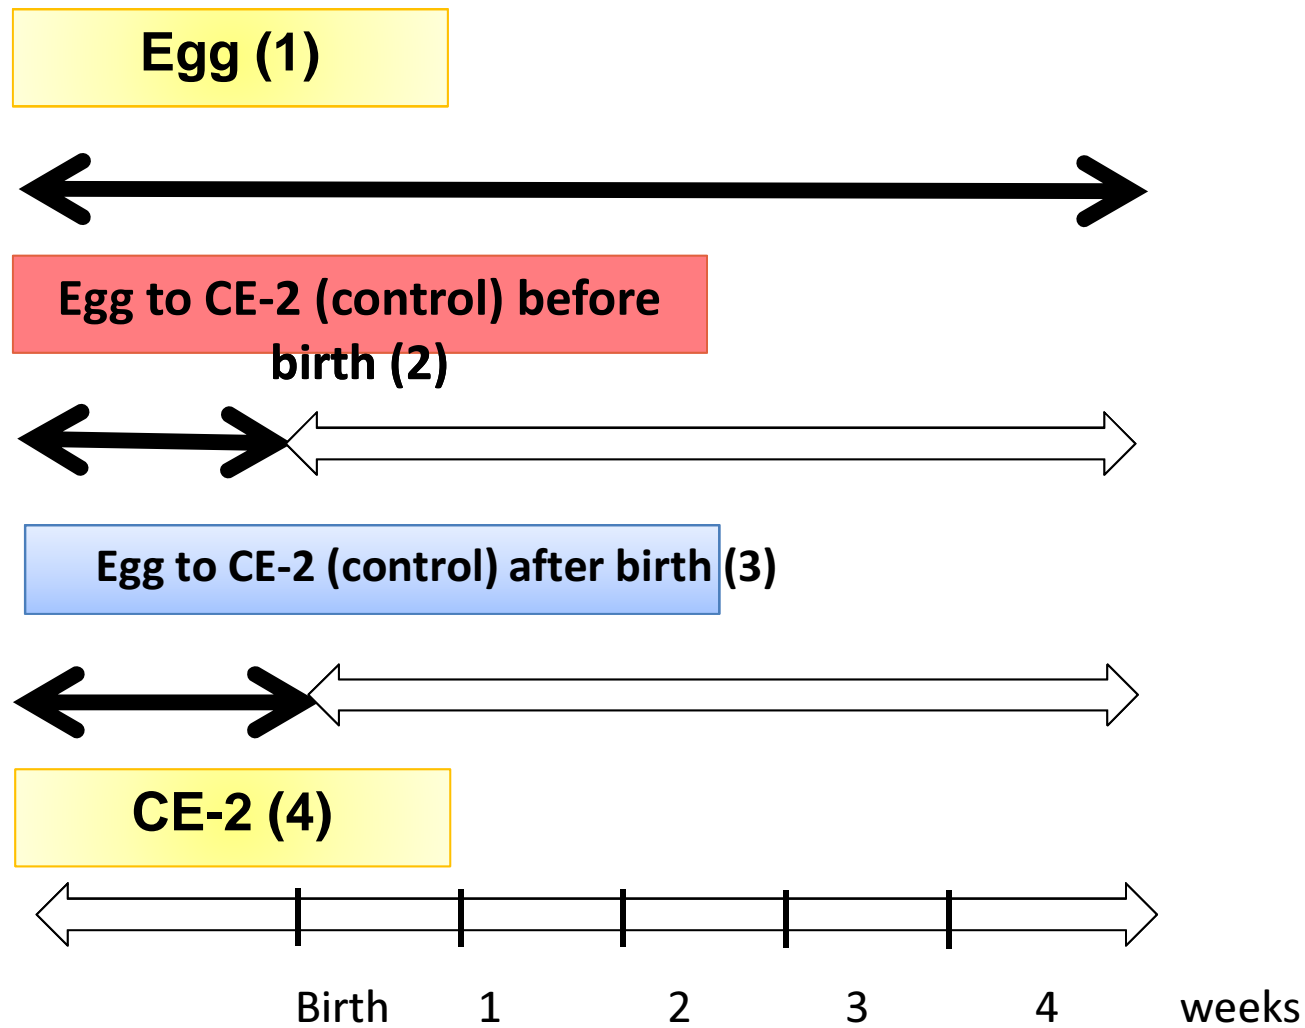 Egg (1)
Egg to CE-2 (control) before
birth (2)
Egg to CE-2 (control) after birth (3)
CE-2 (4)
Birth 1 2 3 4 weeks